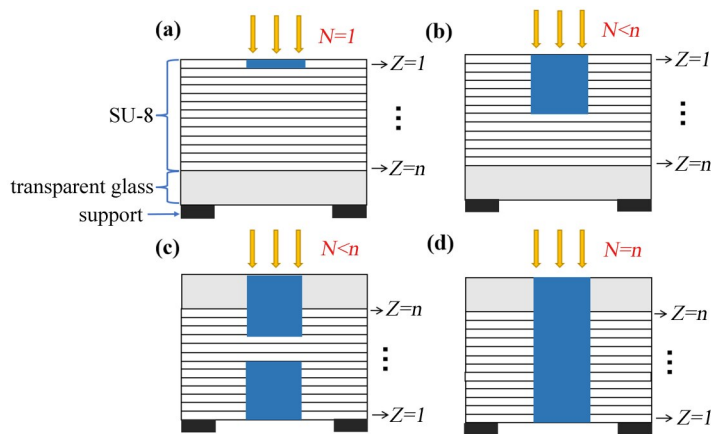 (a)
N=1
Z=1
SU-8
⋮
Z=n
transparent glass
support
(b)
N<n
Z=1
⋮
Z=n
(c)
N<n
Z=n
⋮
Z=1
(d)
N=n
Z=n
⋮
Z=1